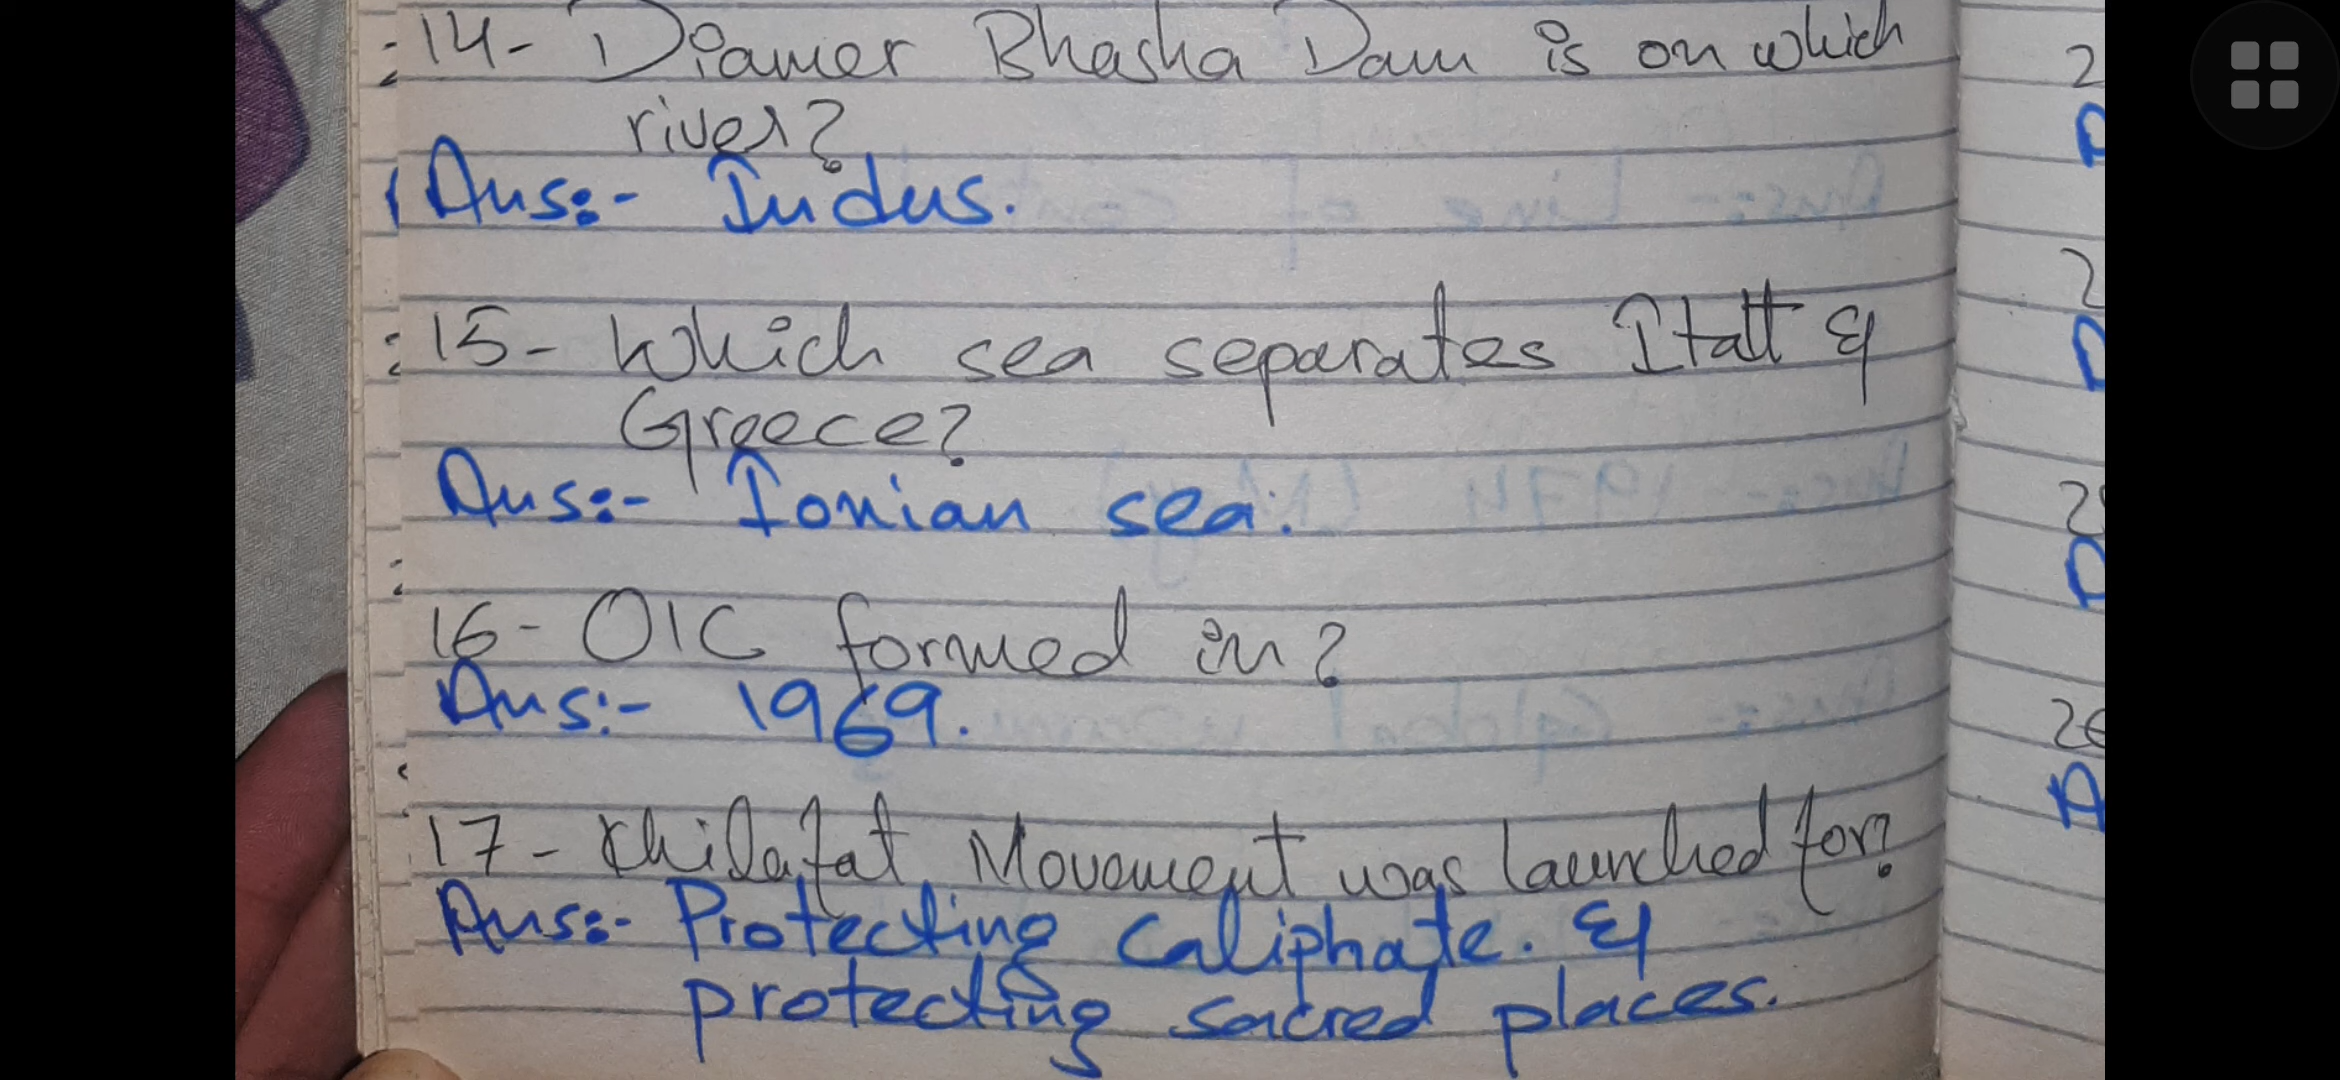 14- Diamer Bhasha Dam is on which
river?
Ans:- Indus.
15- Which sea separates Italt &
Greece?
Ans:- Ionian sea.
16- OIC formed in?
Ans:- 1969.
17- Khilafat Movement was launched for?
Ans:- Protecting caliphate. &
protecting sacred places.